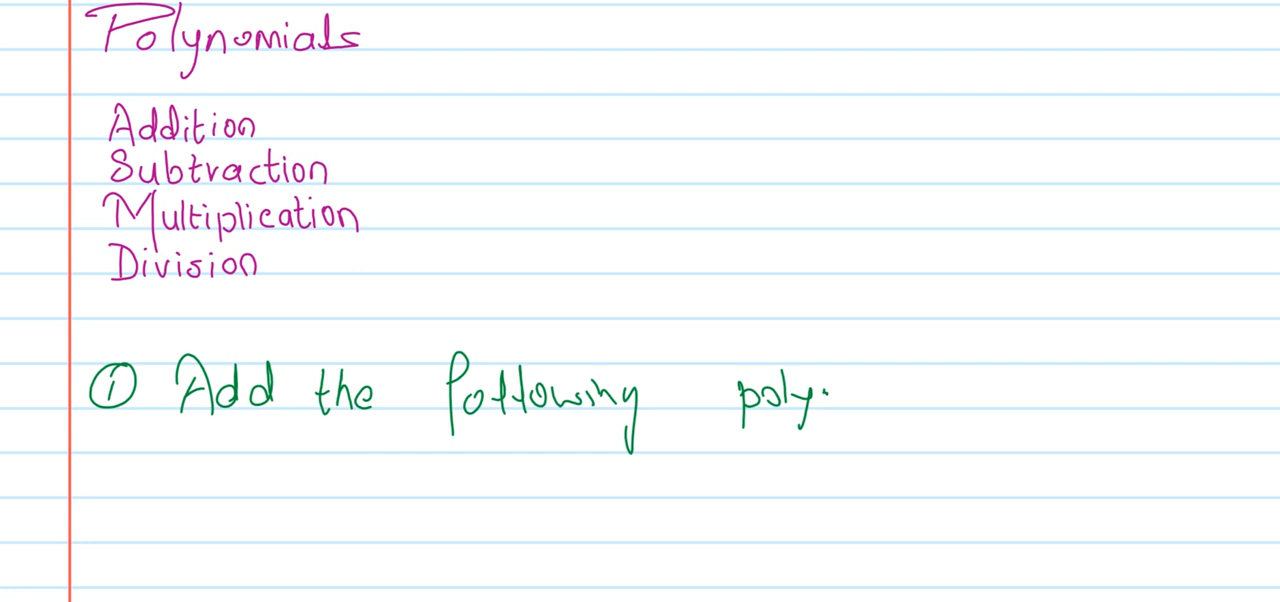 Polynomials
Addition
Subtraction
Multiplication
Division
① Add the following poly.